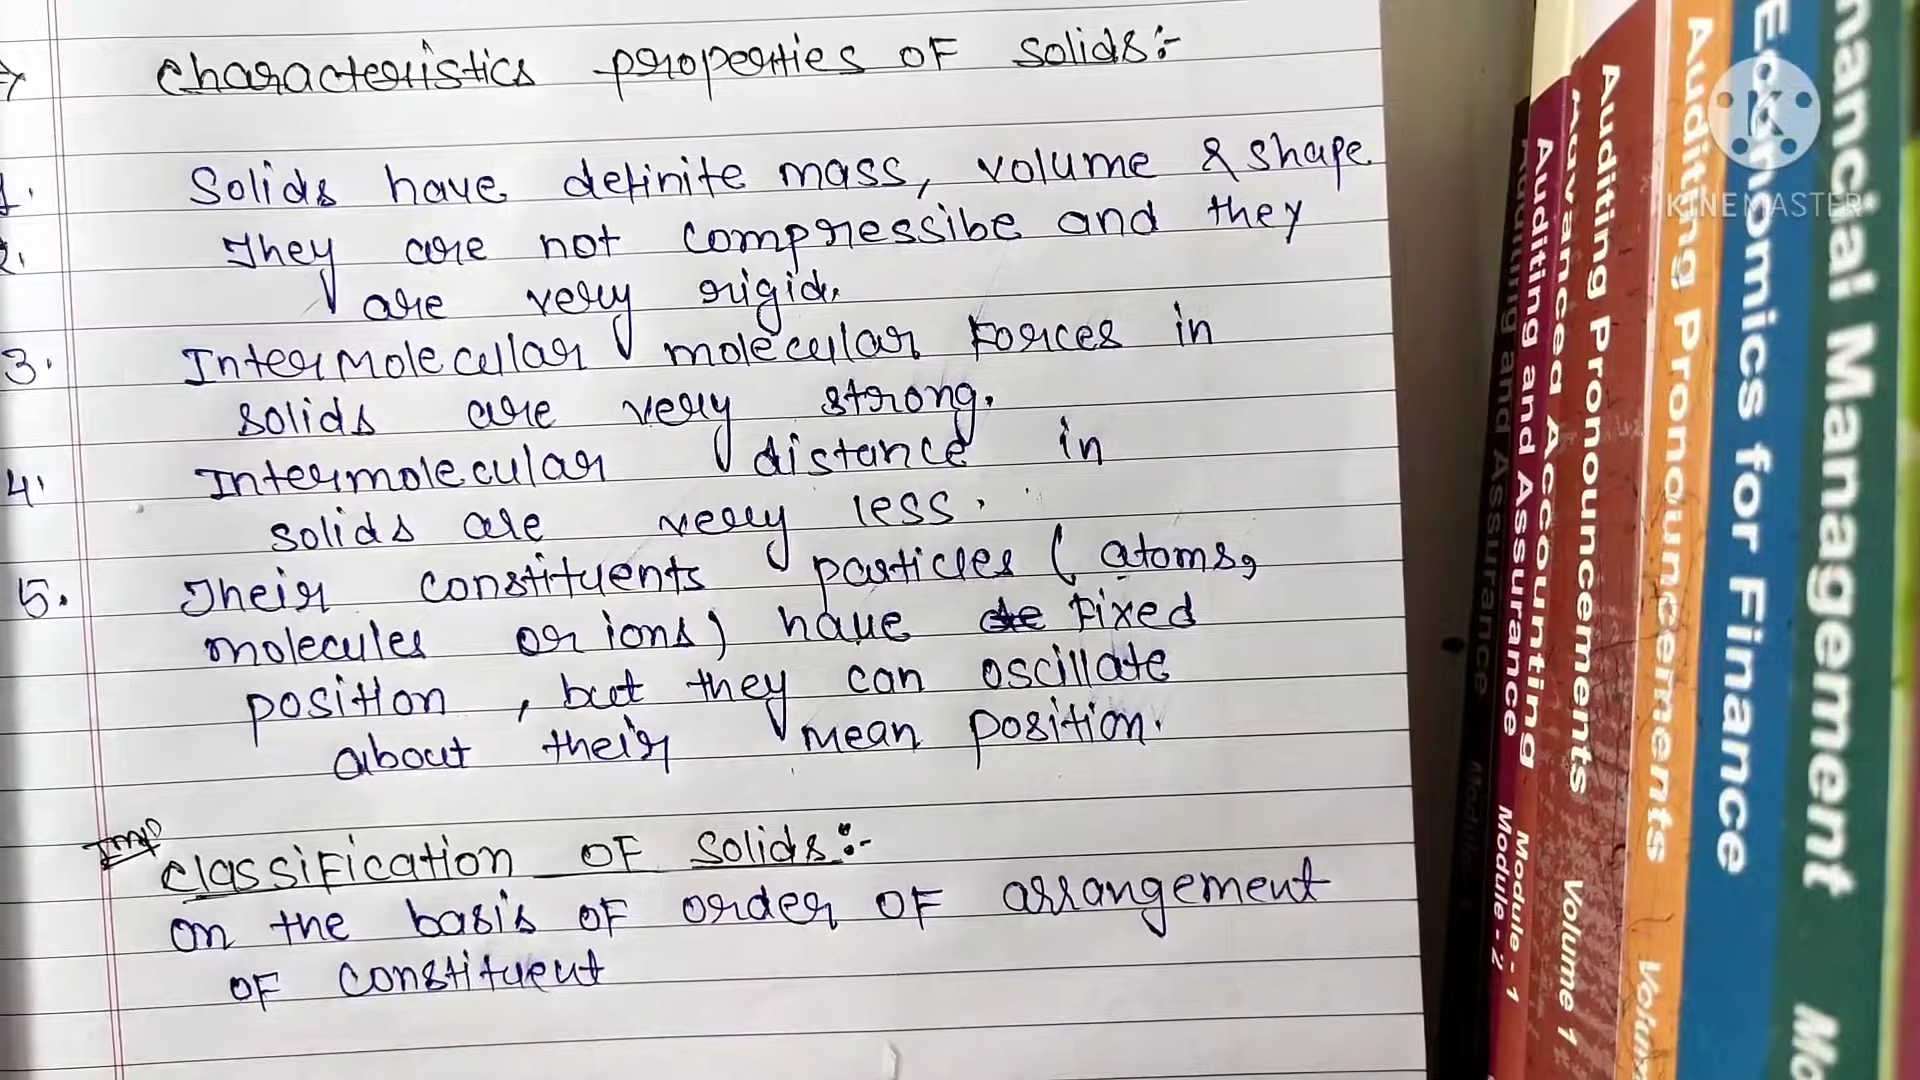 Characteristics properties of solids:-
1. Solids have definite mass, volume & shape.
2. They are not compressibe and they
are very rigid.
3. Intermolecular molecular forces in
solids are very strong.
4. Intermolecular distance in
solids are very less.
5. Their constituents particles (atoms,
molecules or ions) have de fixed
position, but they can oscillate
about their mean position.
Imp
Classification of Solids:-
on the basis of order of arrangement
of constituent
Auditing and Assurance Module - 1
Auditing and Assurance Module - 2
Advanced Accounting Module - 1
Auditing Pronouncements Volume 1
Auditing Pronouncements
Economics for Finance
nancial Management
K
KINEMASTER